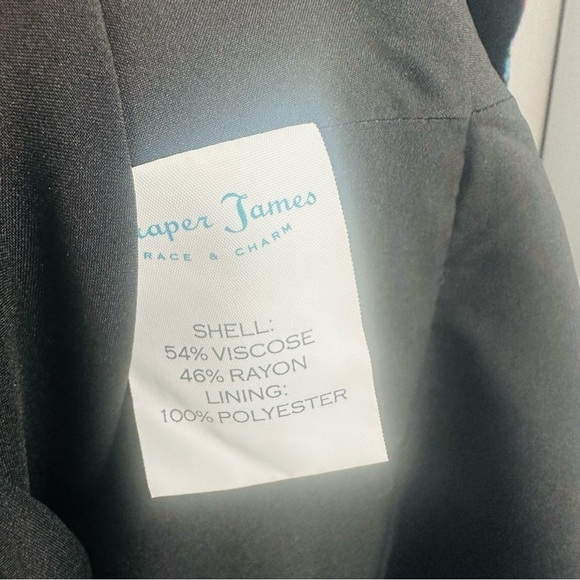 raper James
RACE & CHARM
SHELL:
54% VISCOSE
46% RAYON
LINING:
100% POLYESTER